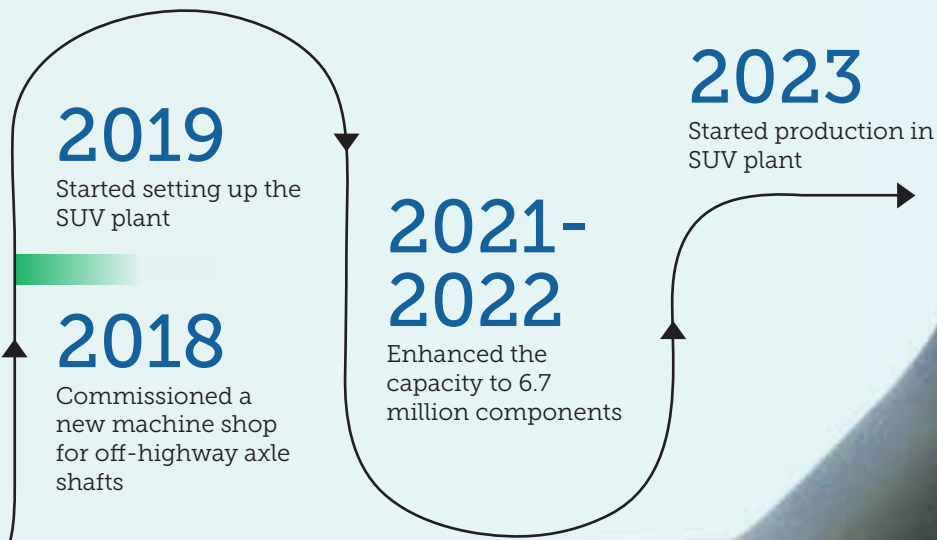 2018
Commissioned a
new machine shop
for off-highway axle
shafts
2019
Started setting up the
SUV plant
2021-
2022
Enhanced the
capacity to 6.7
million components
2023
Started production in
SUV plant